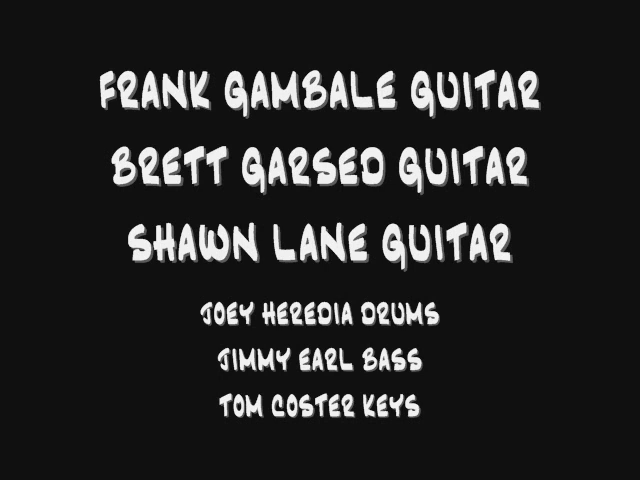 FRANK GAMBALE GUITAR
BRETT GARSED GUITAR
SHAWN LANE GUITAR
JOEY HEREDIA DRUMS
JIMMY EARL BASS
TOM COSTER KEYS